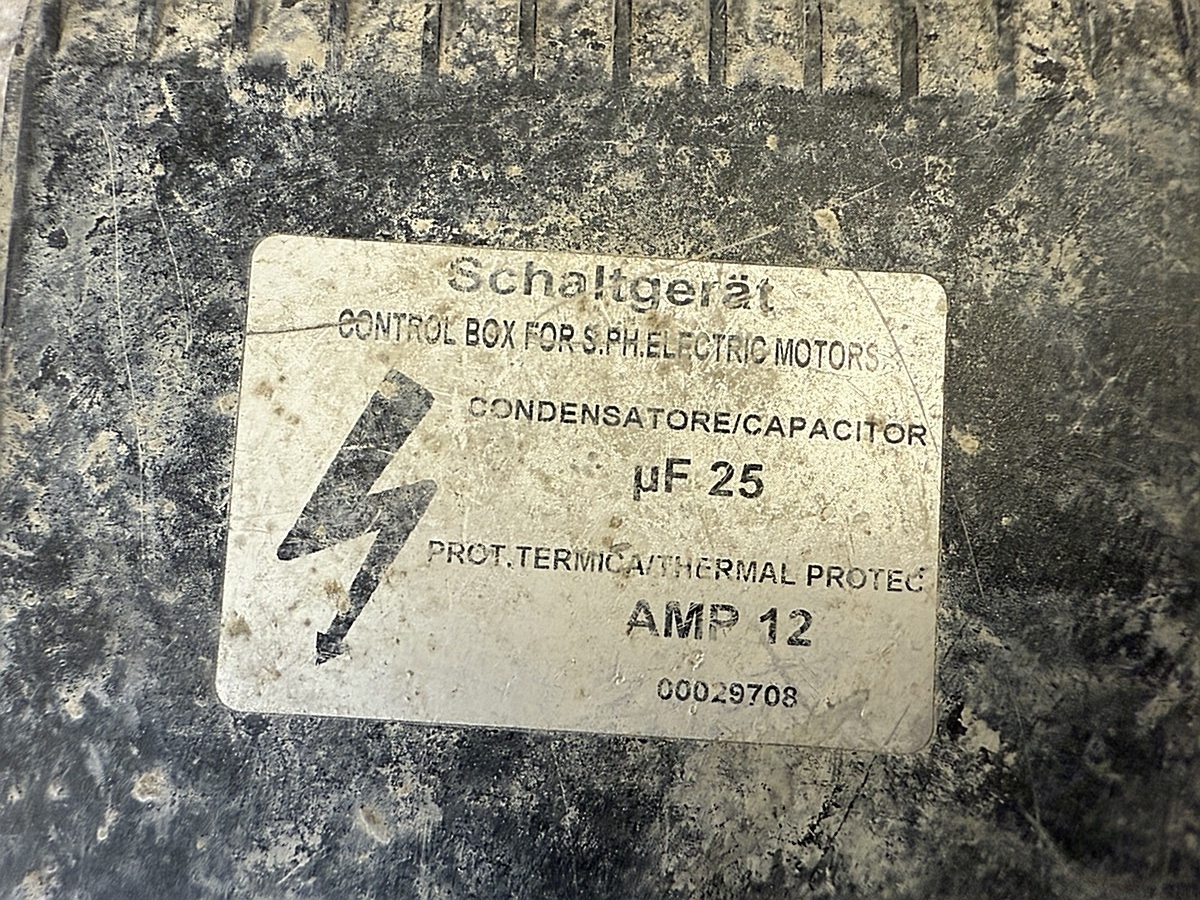 Schaltgerät
CONTROL BOX FOR S.PH.ELECTRIC MOTORS
CONDENSATORE/CAPACITOR
µF 25
PROT.TERMICA/THERMAL PROTEC
AMP 12
00029708